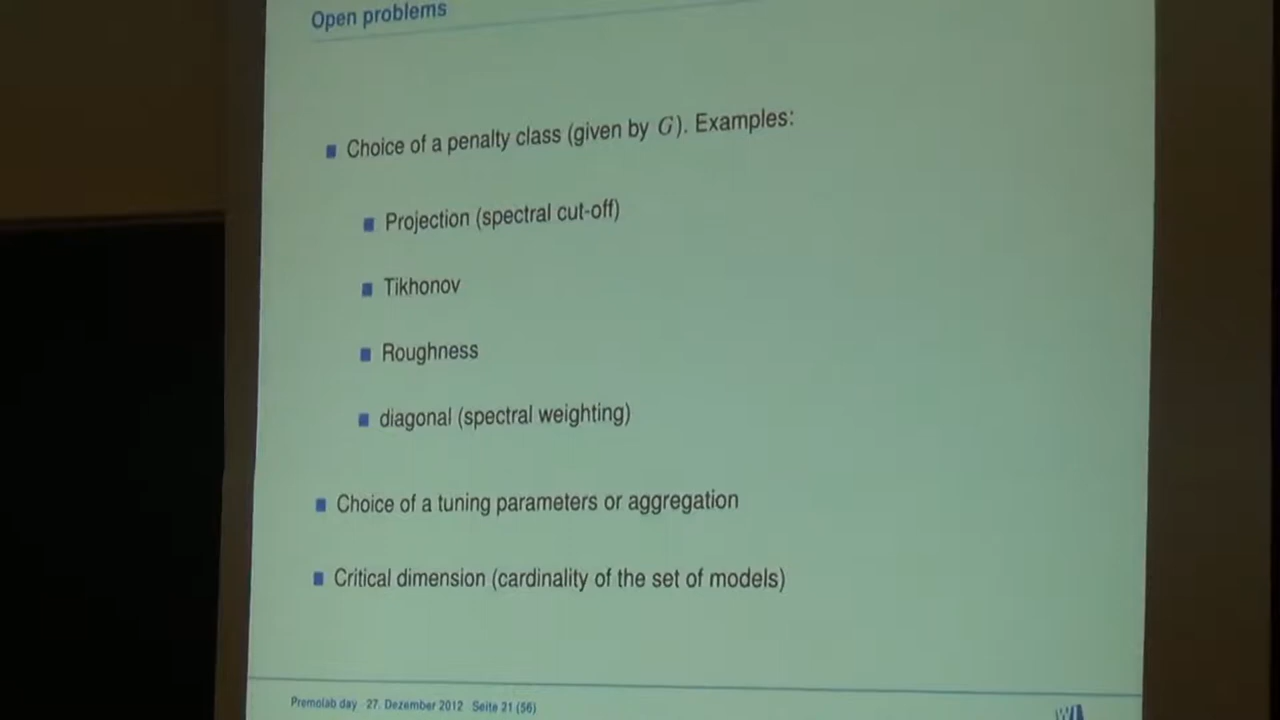 Open problems
Choice of a penalty class (given by G). Examples:
Projection (spectral cut-off)
Tikhonov
Roughness
diagonal (spectral weighting)
Choice of a tuning parameters or aggregation
Critical dimension (cardinality of the set of models)
Premolab day 27. Dezember 2012 Seite 21 (56)